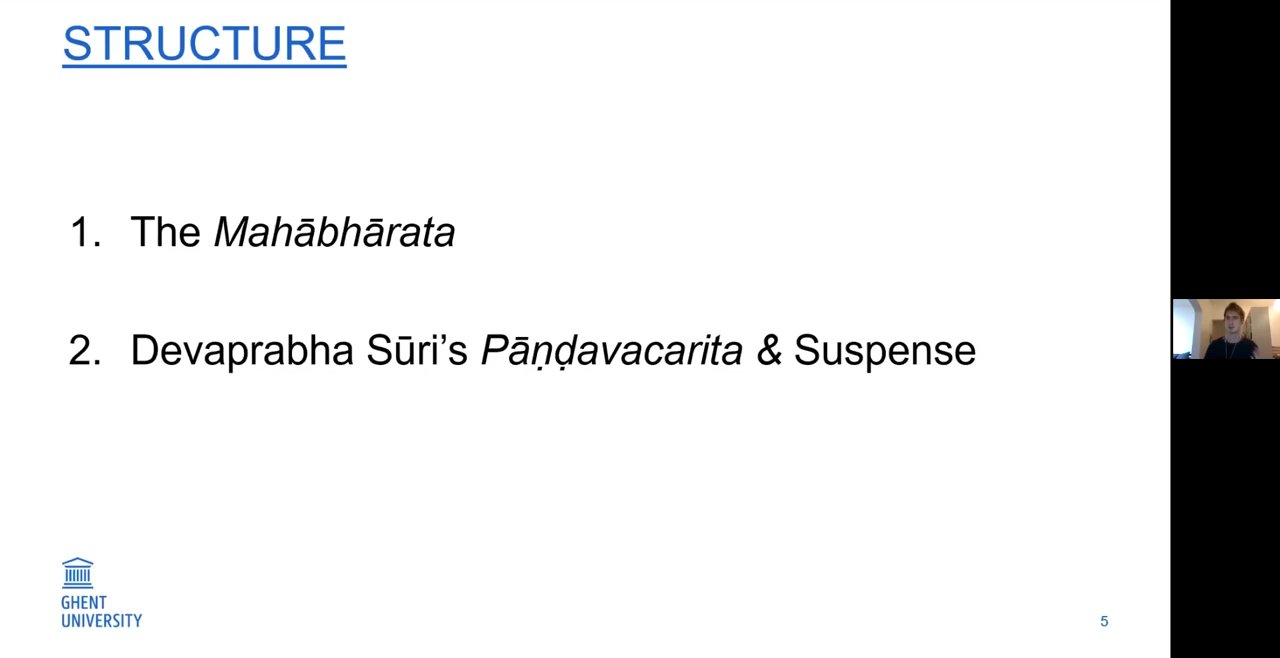 STRUCTURE
1. The Mahābhārata
2. Devaprabha Sūri’s Pāṇḍavacarita & Suspense
GHENT
UNIVERSITY
5